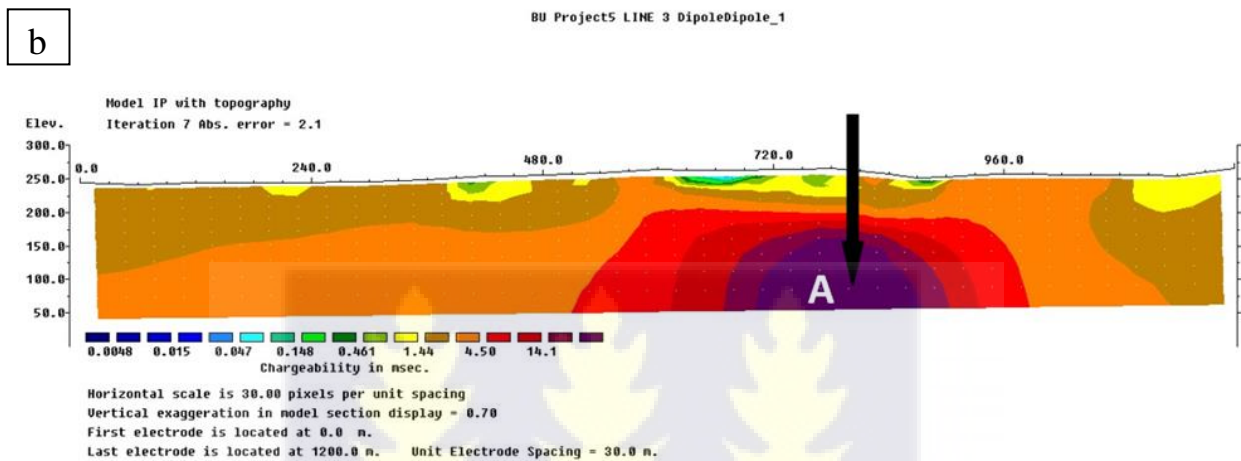 BU Project5 LINE 3 DipoleDipole_1
b
Model IP with topography
Elev.
Iteration 7 Abs. error = 2.1
300.0
0.0
240.0
480.0
720.0
960.0
250.0
200.0
150.0
100.0
50.0
A
0.0048 0.015 0.047 0.148 0.461 1.44 4.50 14.1
Chargeability in msec.
Horizontal scale is 30.00 pixels per unit spacing
Vertical exaggeration in model section display = 0.70
First electrode is located at 0.0 m.
Last electrode is located at 1200.0 m. Unit Electrode Spacing = 30.0 m.